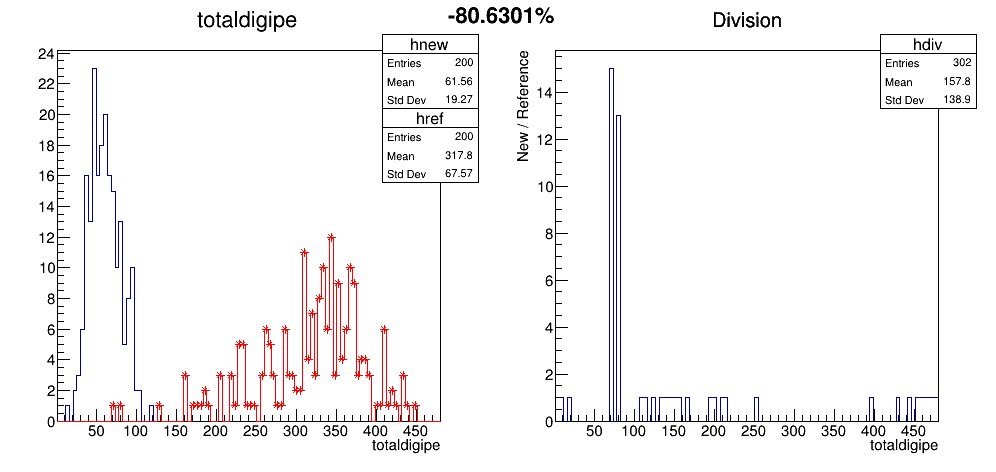 -80.6301%
totaldigipe
hnew
Entries 200
Mean 61.56
Std Dev 19.27
href
Entries 200
Mean 317.8
Std Dev 67.57
24
22
20
18
16
14
12
10
8
6
4
2
0
50 100 150 200 250 300 350 400 450
totaldigipe
Division
hdiv
Entries 302
Mean 157.8
Std Dev 138.9
New / Reference
14
12
10
8
6
4
2
0
50 100 150 200 250 300 350 400 450
totaldigipe